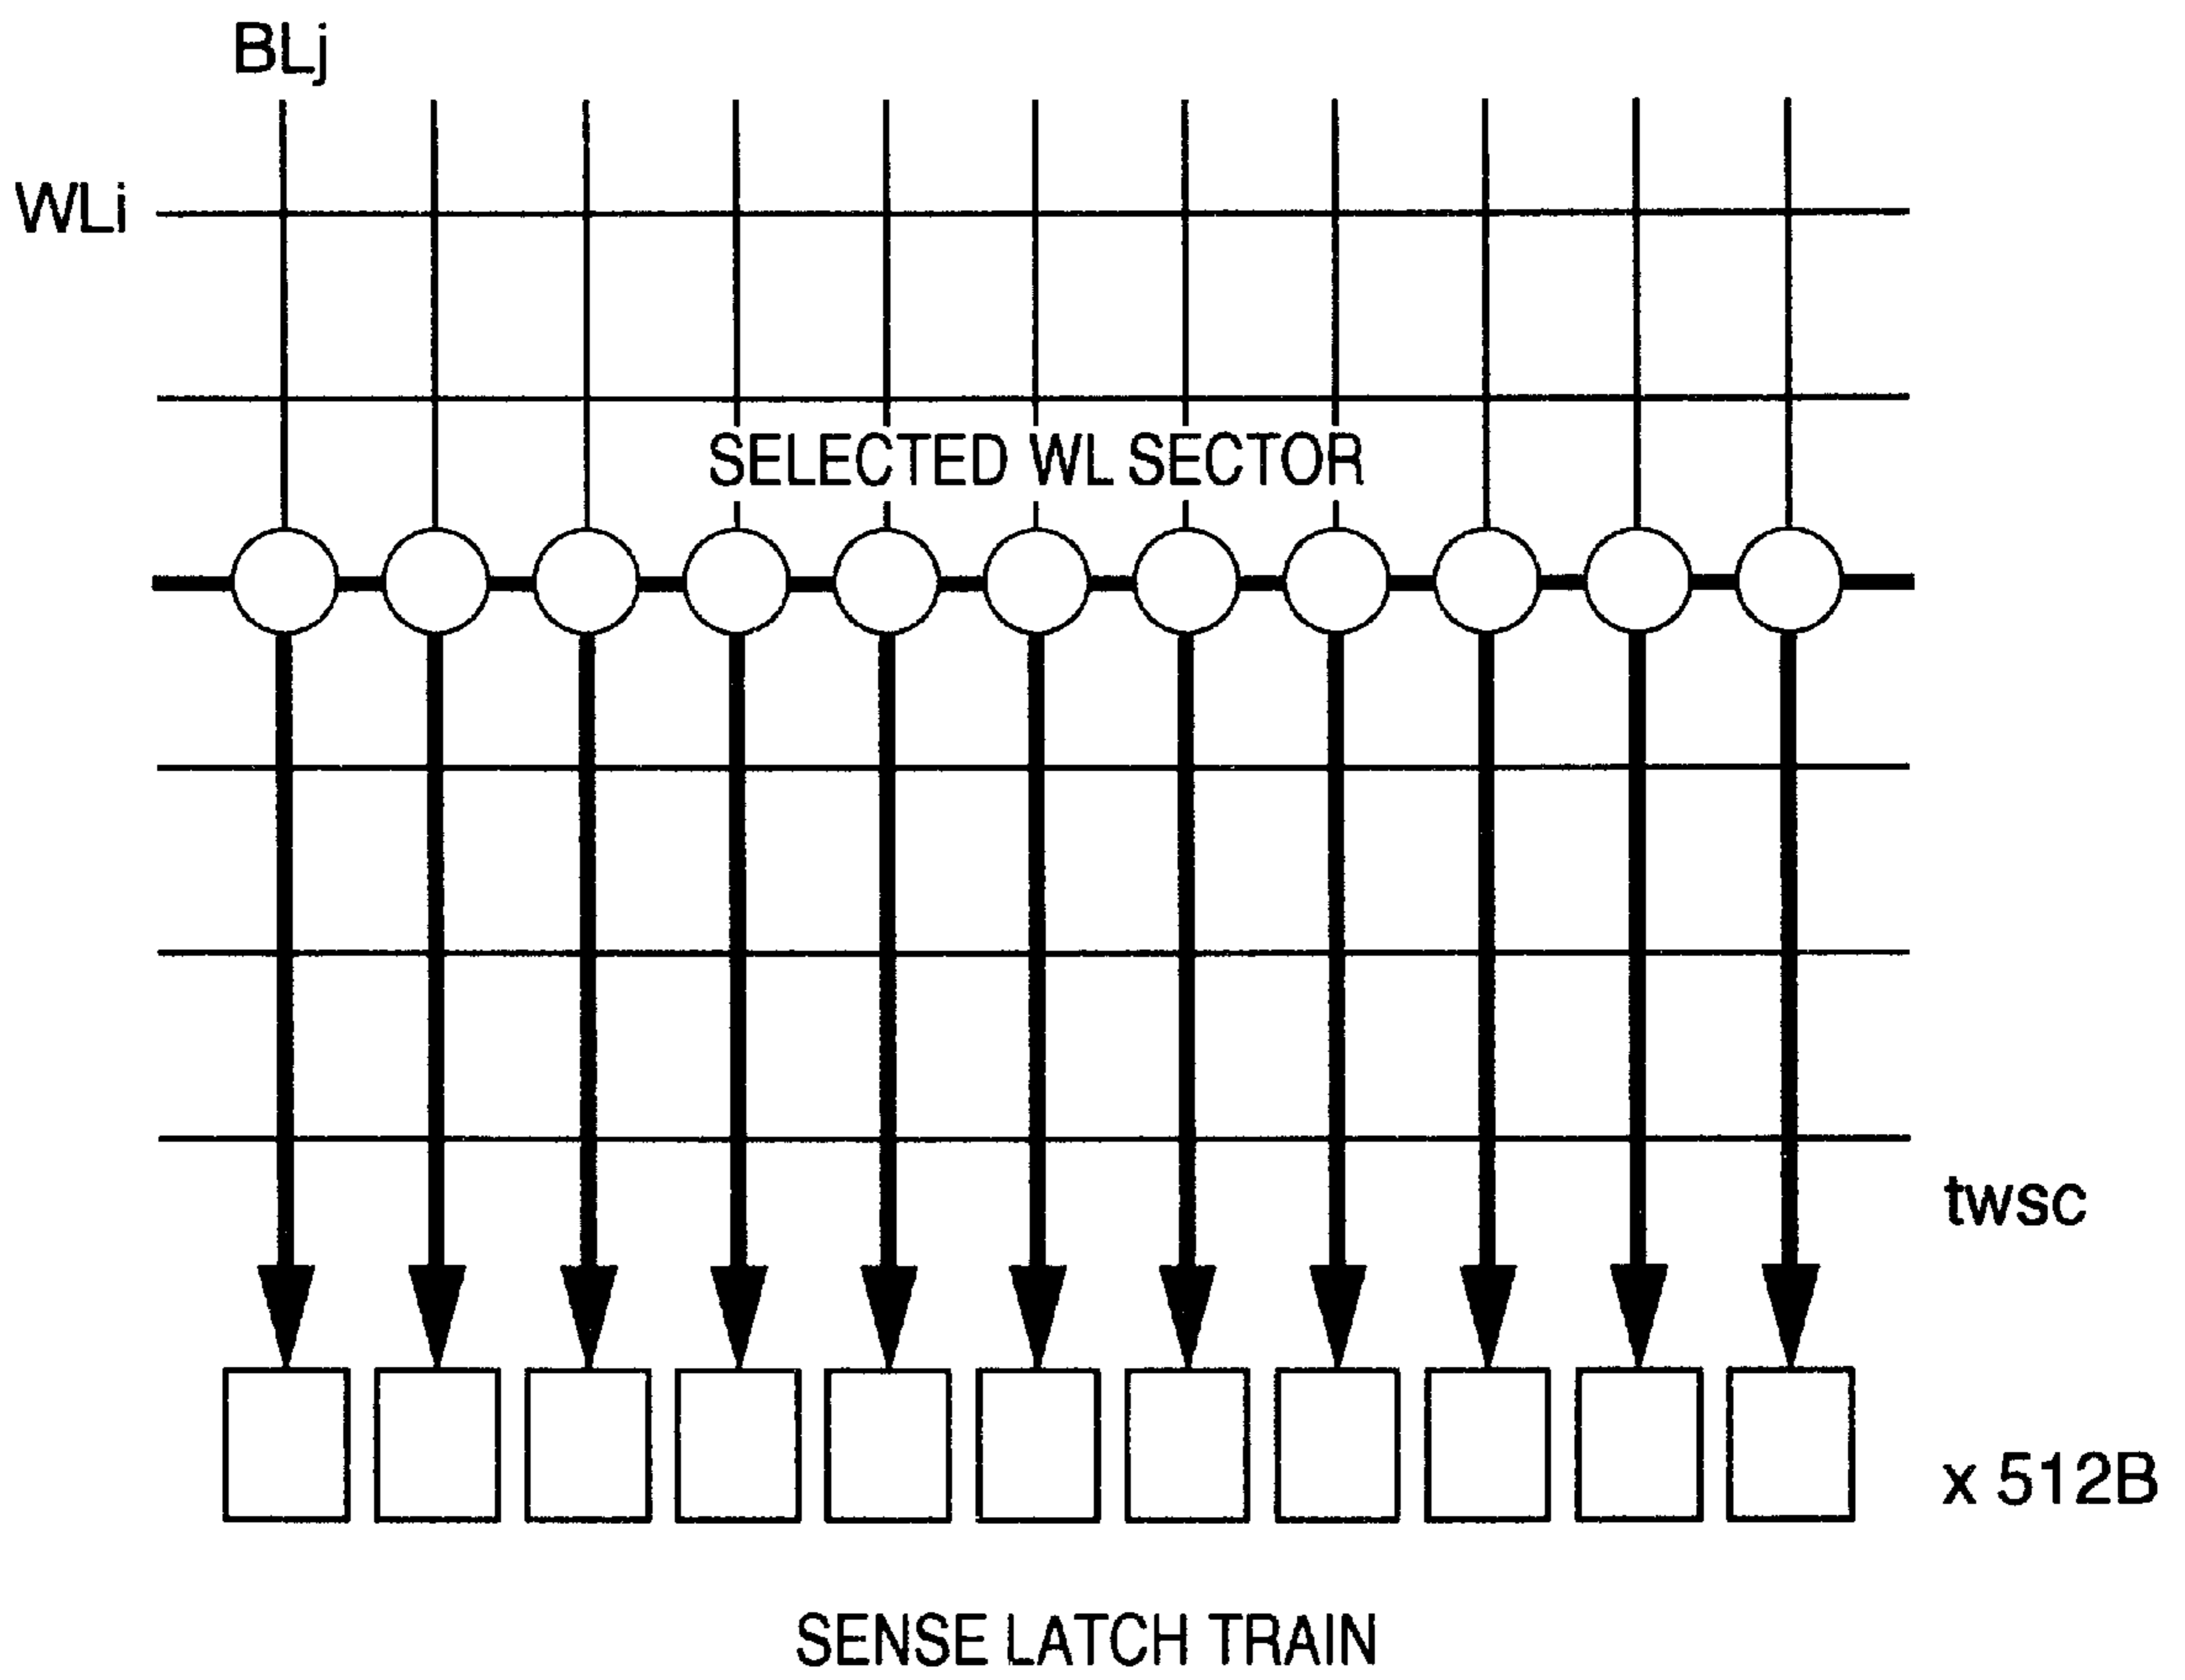 BLj
WLi
SELECTED WL SECTOR
twsc
x 512B
SENSE LATCH TRAIN